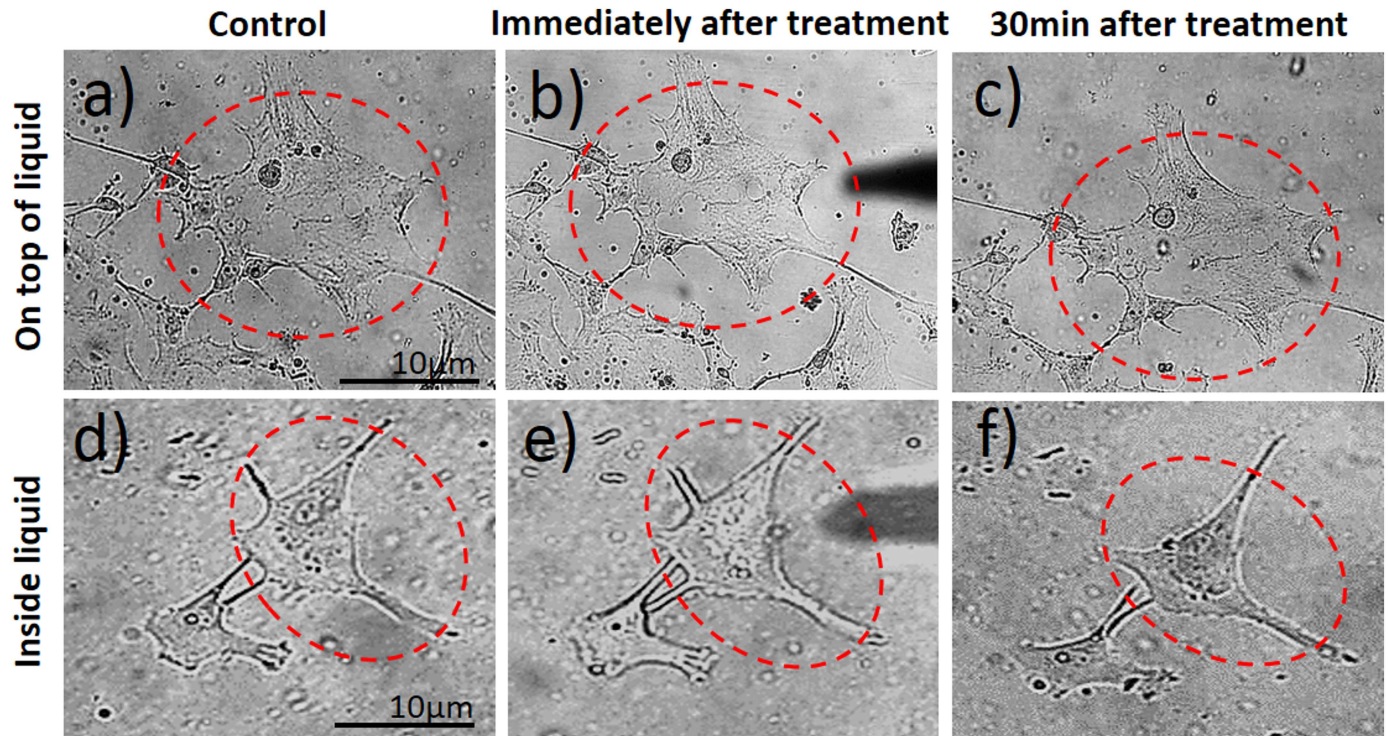 Control
Immediately after treatment
30min after treatment
On top of liquid
a)
b)
c)
10µm
Inside liquid
d)
e)
f)
10µm